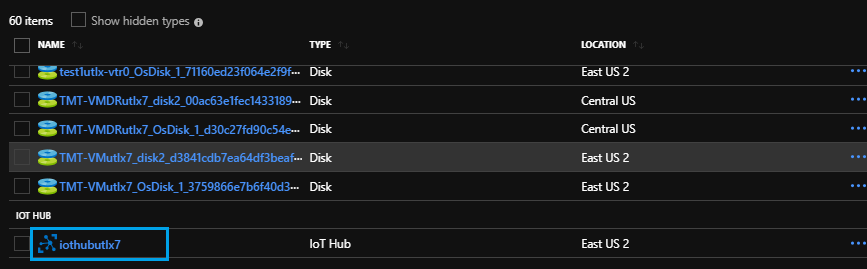 60 items Show hidden types
NAME TYPE LOCATION
test1utlx-vtr0_OsDisk_1_71160ed23f064e2f9f··· Disk East US 2
TMT-VMDRutlx7_disk2_00ac63e1fec1433189··· Disk Central US
TMT-VMDRutlx7_OsDisk_1_d30c27fd90c54e··· Disk Central US
TMT-VMutlx7_disk2_d3841cdb7ea64df3beaf··· Disk East US 2
TMT-VMutlx7_OsDisk_1_3759866e7b6f40d3··· Disk East US 2
IOT HUB
iothubutlx7 IoT Hub East US 2